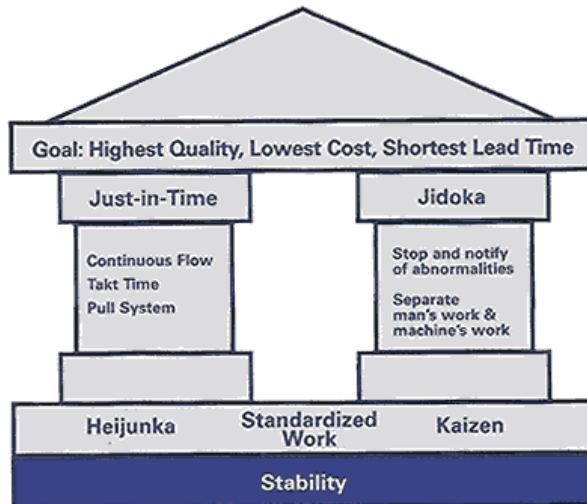 Goal: Highest Quality, Lowest Cost, Shortest Lead Time
Just-in-Time
Jidoka
Continuous Flow
Takt Time
Pull System
Stop and notify
of abnormalities
Separate
man's work &
machine's work
Heijunka
Standardized
Work
Kaizen
Stability